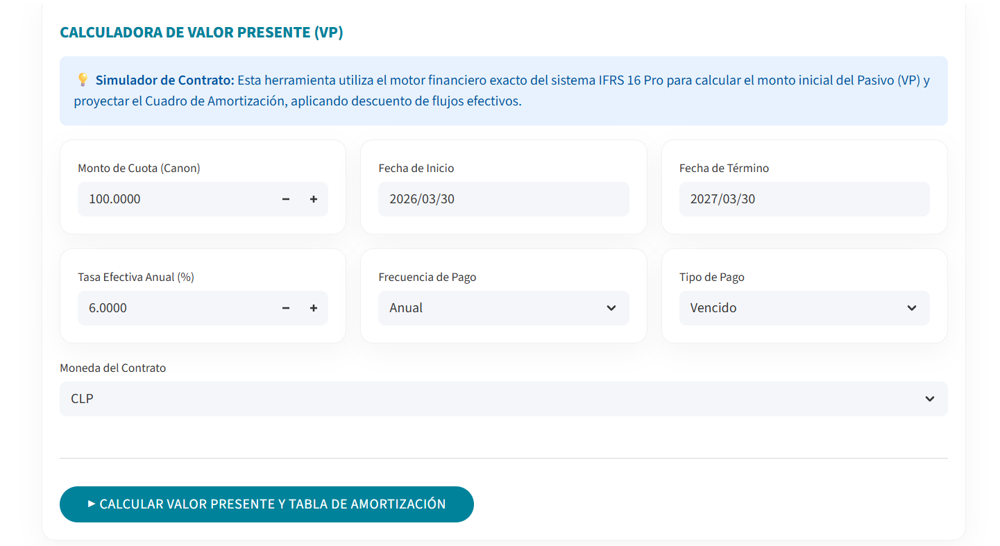 CALCULADORA DE VALOR PRESENTE (VP)
💡 Simulador de Contrato: Esta herramienta utiliza el motor financiero exacto del sistema IFRS 16 Pro para calcular el monto inicial del Pasivo (VP) y
proyectar el Cuadro de Amortización, aplicando descuento de flujos efectivos.
Monto de Cuota (Canon)
100.0000
Fecha de Inicio
2026/03/30
Fecha de Término
2027/03/30
Tasa Efectiva Anual (%)
6.0000
Frecuencia de Pago
Anual
Tipo de Pago
Vencido
Moneda del Contrato
CLP
▶ CALCULAR VALOR PRESENTE Y TABLA DE AMORTIZACIÓN